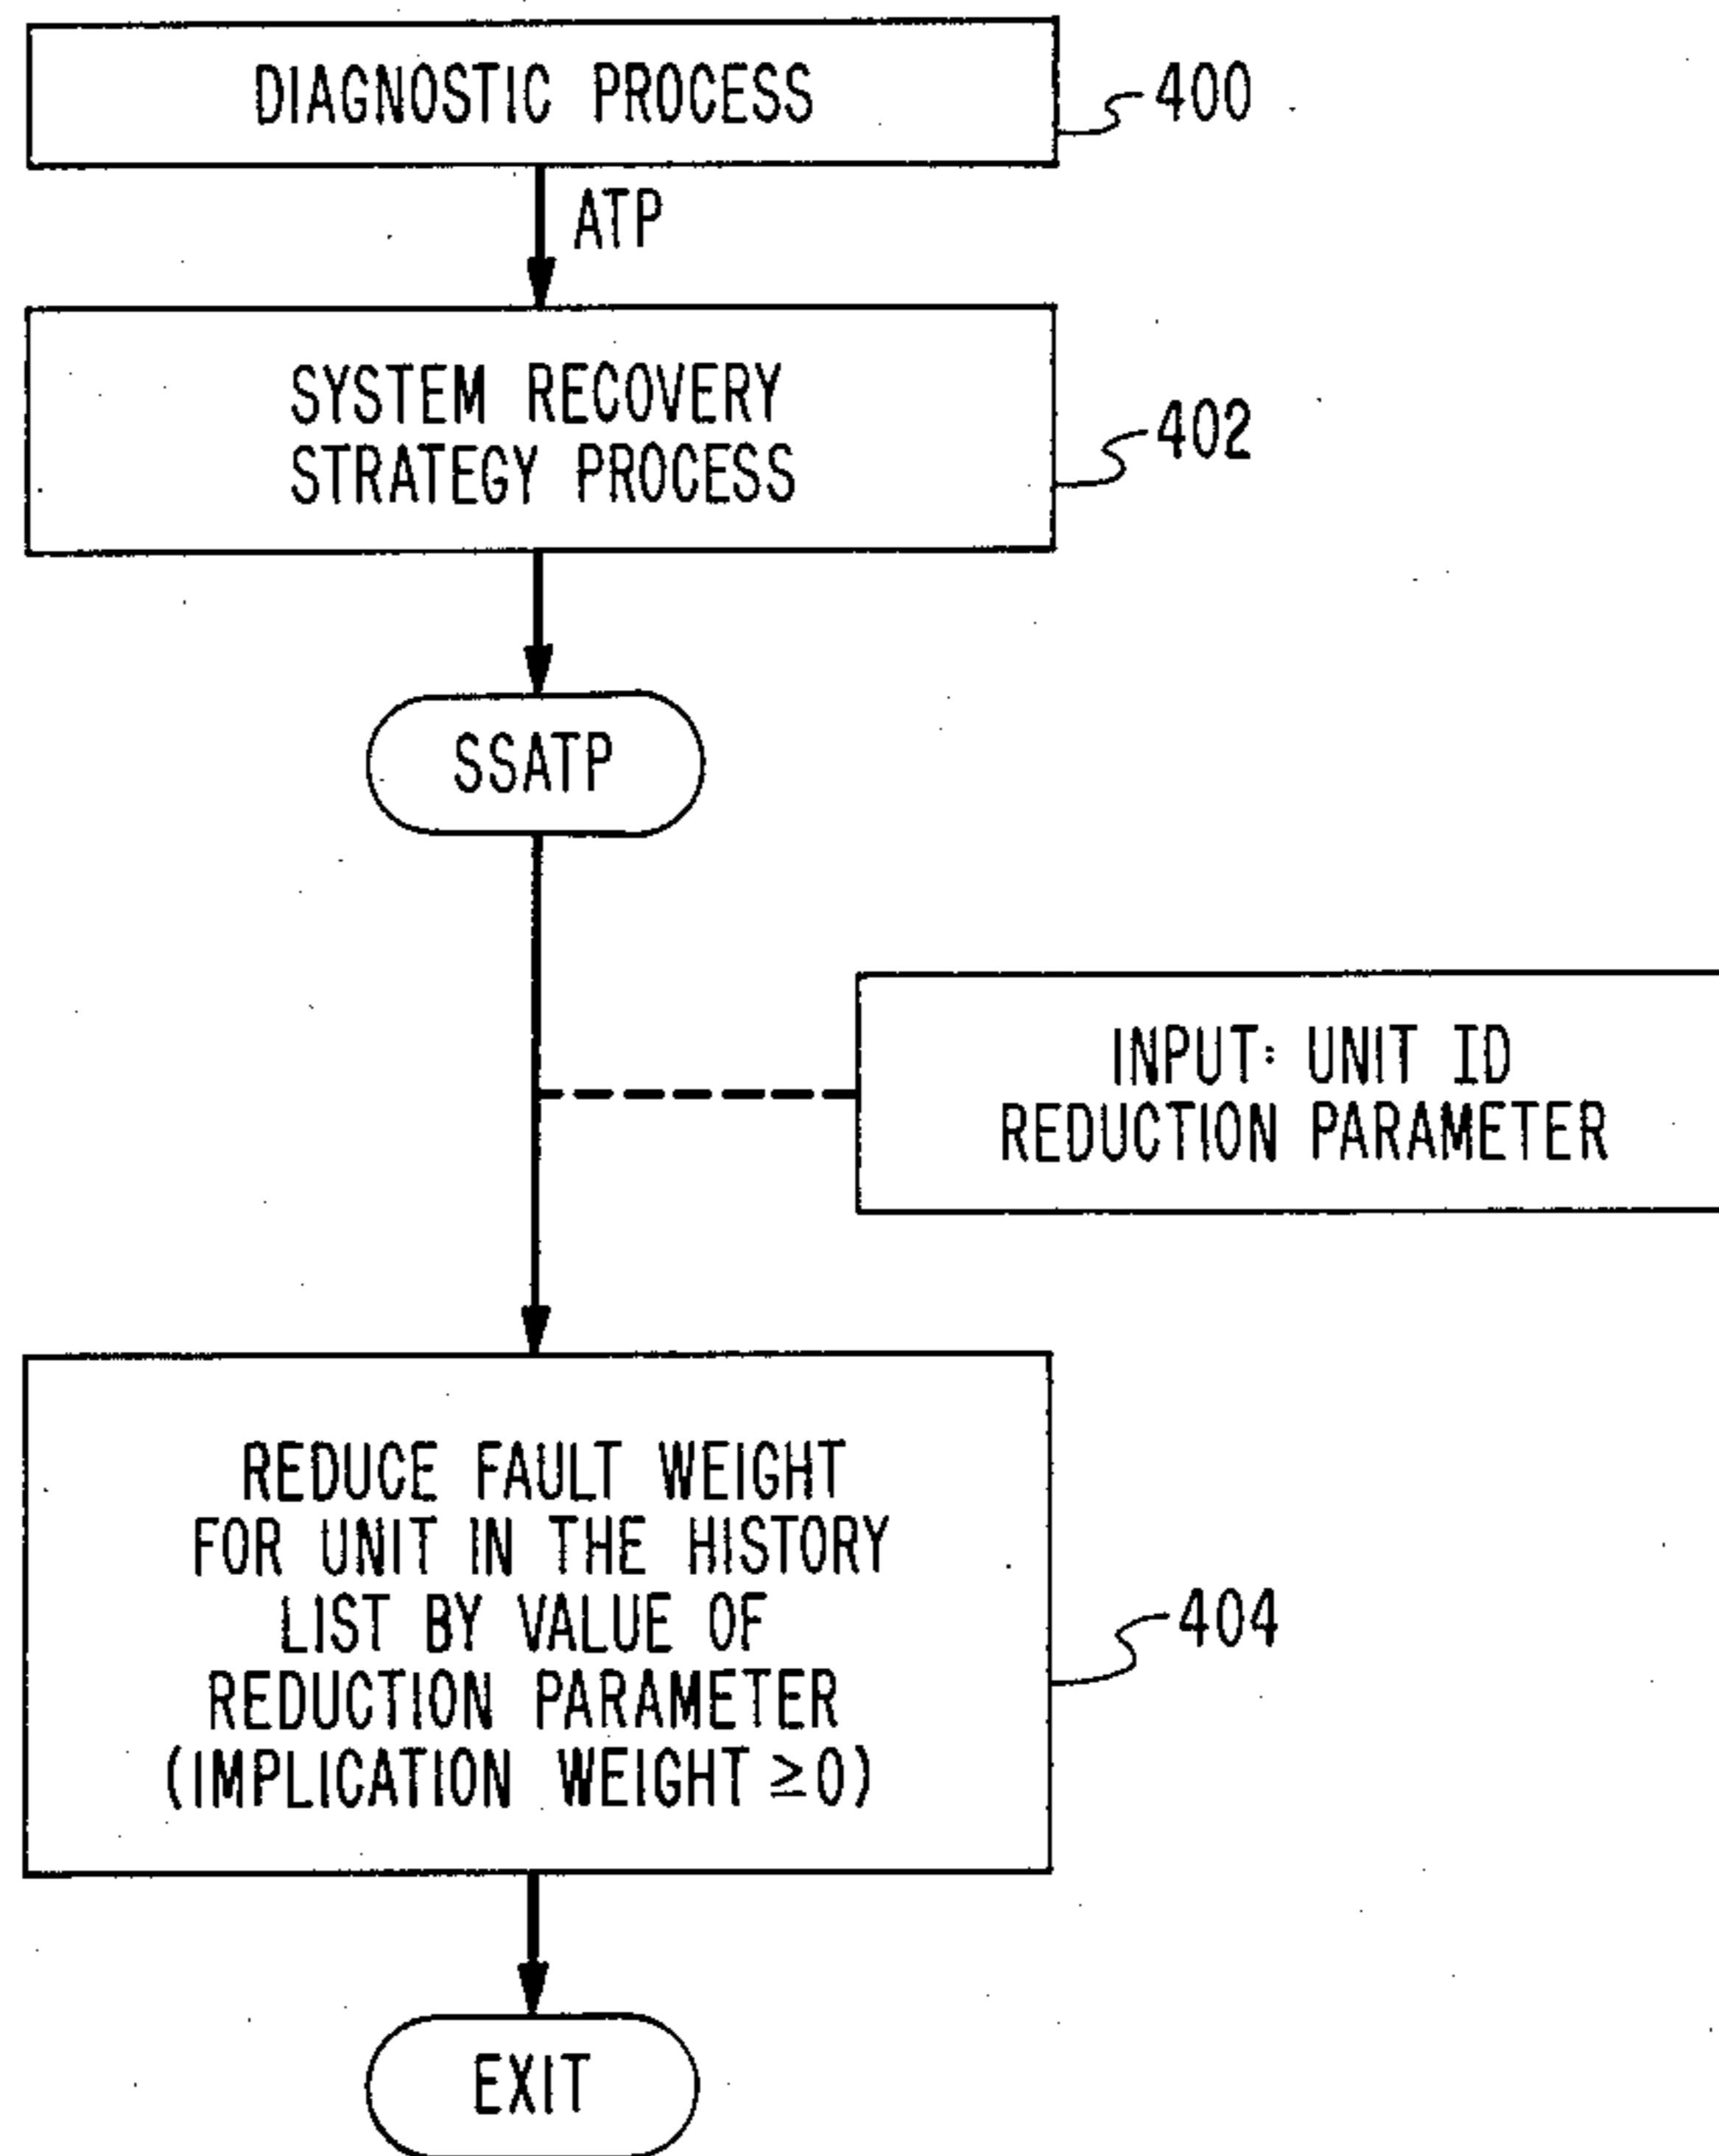 DIAGNOSTIC PROCESS
400
ATP
SYSTEM RECOVERY
STRATEGY PROCESS
402
SSATP
INPUT: UNIT ID
REDUCTION PARAMETER
REDUCE FAULT WEIGHT
FOR UNIT IN THE HISTORY
LIST BY VALUE OF
REDUCTION PARAMETER
(IMPLICATION WEIGHT ≥0)
404
EXIT